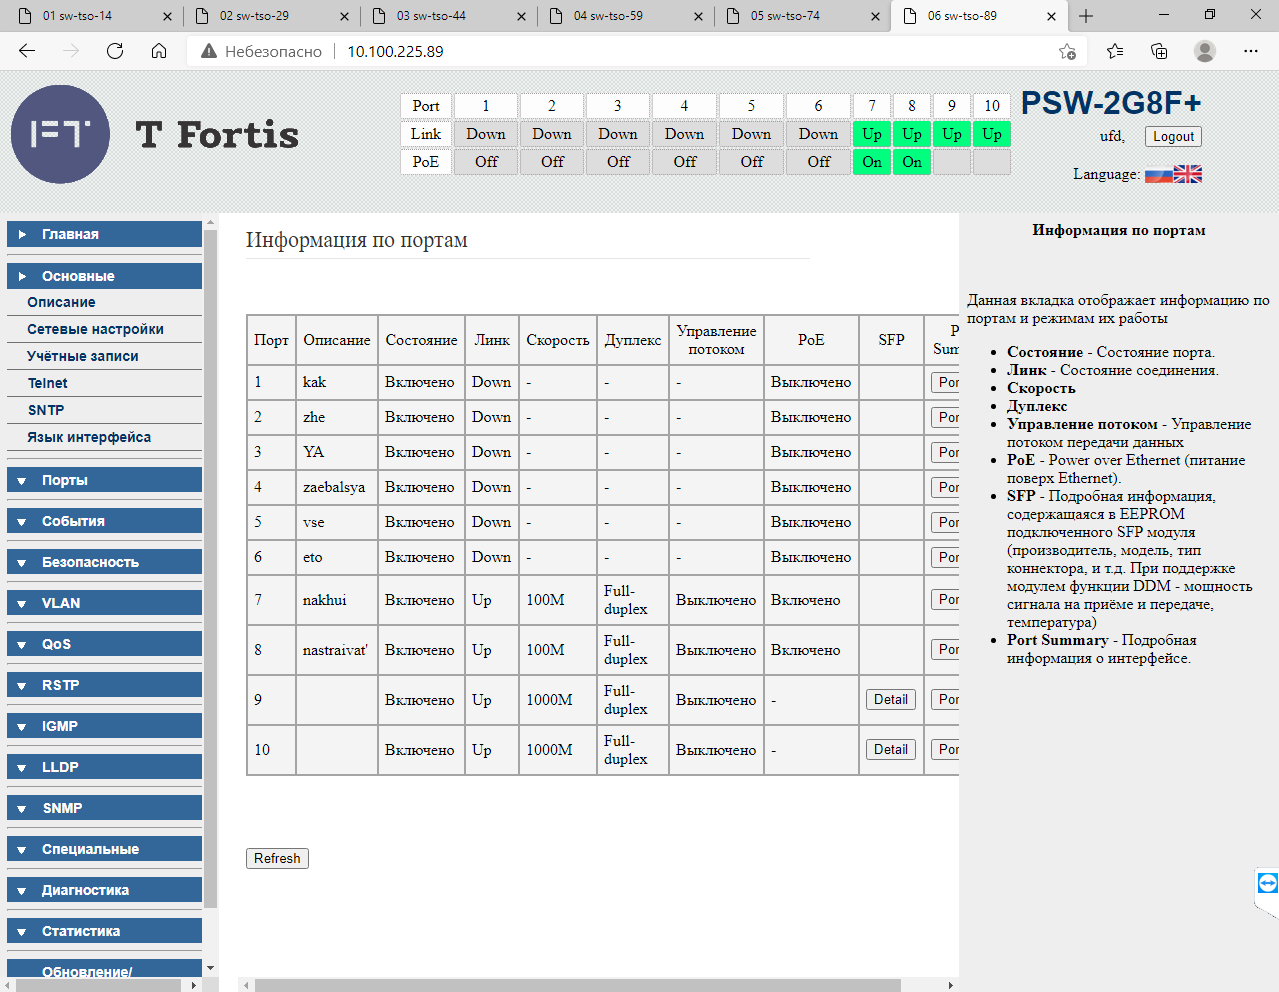 01 sw-tso-14
02 sw-tso-29
03 sw-tso-44
04 sw-tso-59
05 sw-tso-74
06 sw-tso-89
Небезопасно
10.100.225.89
T Fortis
Port 1 2 3 4 5 6 7 8 9 10
Link Down Down Down Down Down Down Up Up Up Up
PoE Off Off Off Off Off Off On On
PSW-2G8F+
ufd,
Logout
Language:
Главная
Основные
Описание
Сетевые настройки
Учётные записи
Telnet
SNTP
Язык интерфейса
Порты
События
Безопасность
VLAN
QoS
RSTP
IGMP
LLDP
SNMP
Специальные
Диагностика
Статистика
Обновление/
Информация по портам
Порт Описание Состояние Линк Скорость Дуплекс Управление потоком PoE SFP P Sum
1 kak Включено Down - - - Выключено Por
2 zhe Включено Down - - - Выключено Por
3 YA Включено Down - - - Выключено Por
4 zaebalsya Включено Down - - - Выключено Por
5 vse Включено Down - - - Выключено Por
6 eto Включено Down - - - Выключено Por
7 nakhui Включено Up 100M Full-duplex Выключено Включено Por
8 nastraivat' Включено Up 100M Full-duplex Выключено Включено Por
9 Включено Up 1000M Full-duplex Выключено - Detail Por
10 Включено Up 1000M Full-duplex Выключено - Detail Por
Refresh
Информация по портам
Данная вкладка отображает информацию по
портам и режимам их работы
Состояние - Состояние порта.
Линк - Состояние соединения.
Скорость
Дуплекс
Управление потоком - Управление
потоком передачи данных
PoE - Power over Ethernet (питание
поверх Ethernet).
SFP - Подробная информация,
содержащаяся в EEPROM
подключенного SFP модуля
(производитель, модель, тип
коннектора, и т.д. При поддержке
модулем функции DDM - мощность
сигнала на приёме и передаче,
температура)
Port Summary - Подробная
информация о интерфейсе.